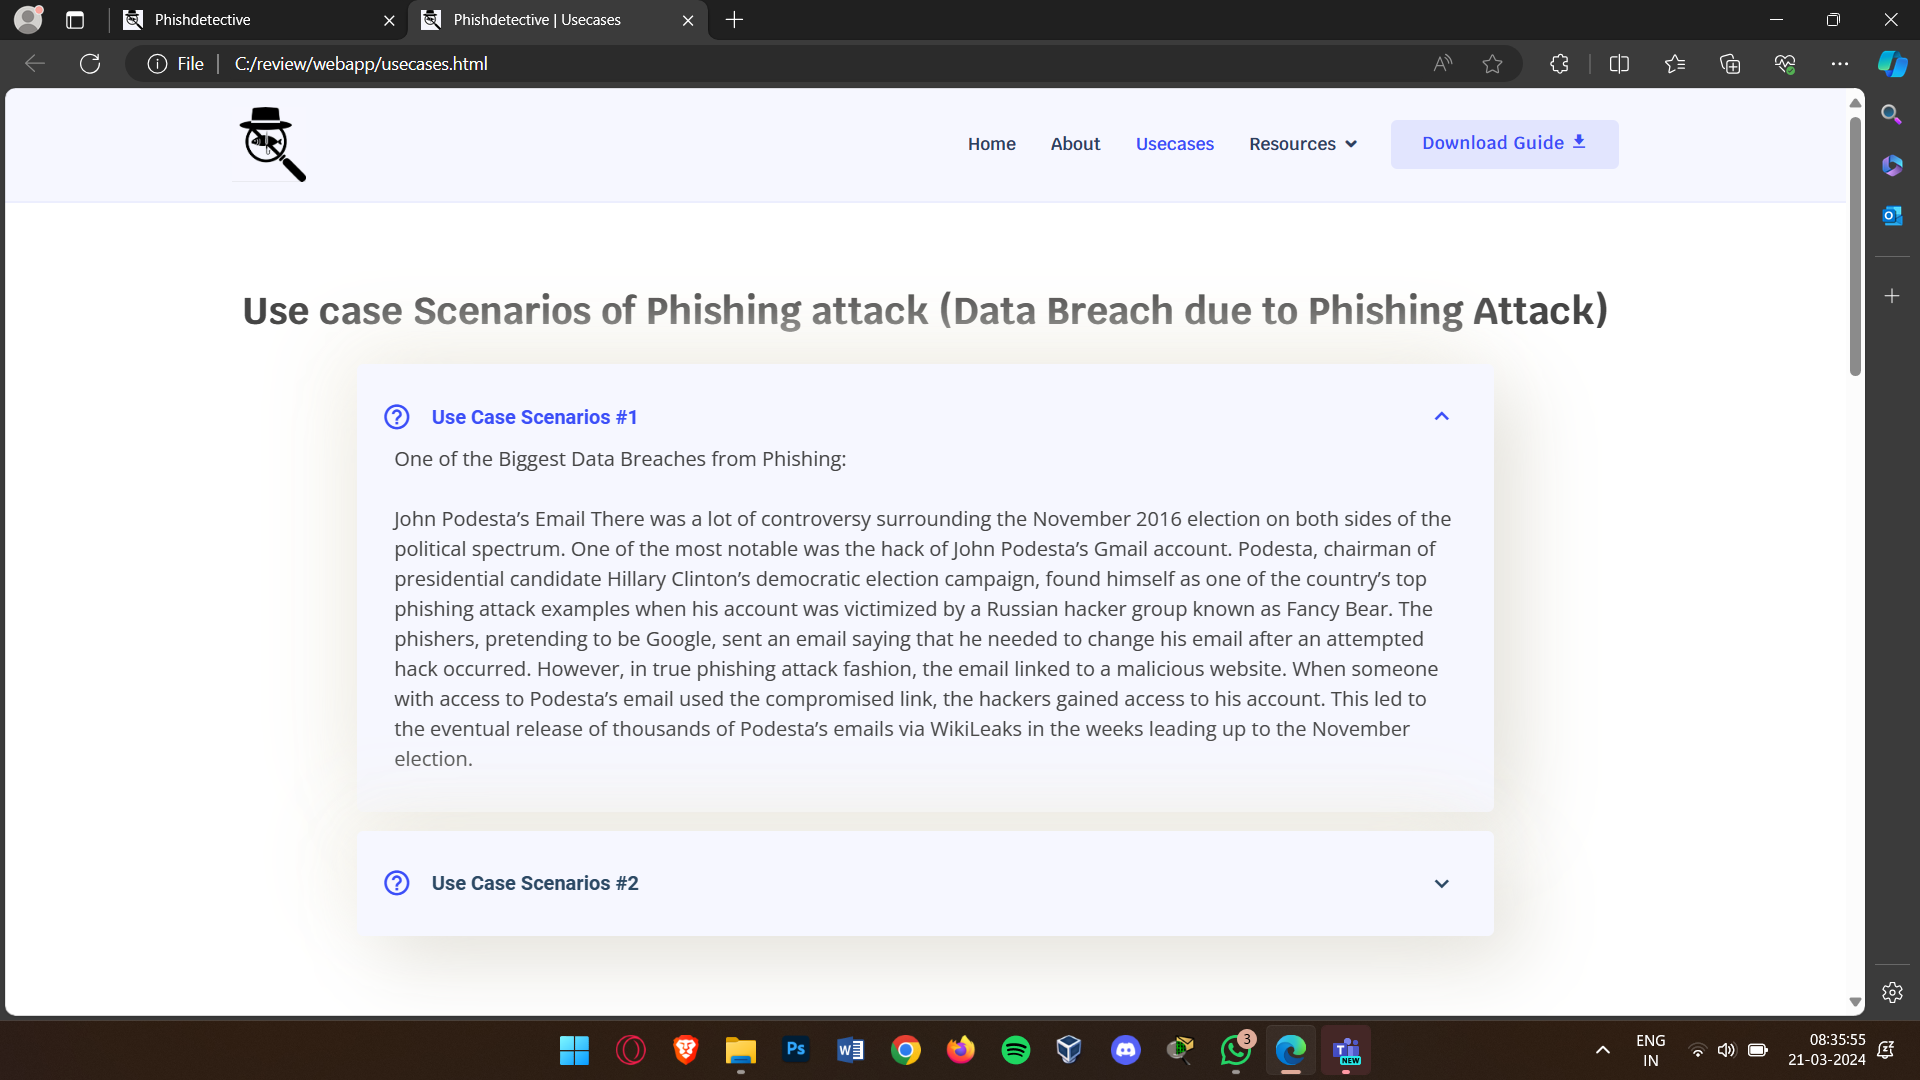 Phishdetective
Phishdetective | Usecases
File
C:/review/webapp/usecases.html
Home
About
Usecases
Resources
Download Guide
Use case Scenarios of Phishing attack (Data Breach due to Phishing Attack)
Use Case Scenarios #1
One of the Biggest Data Breaches from Phishing:
John Podesta’s Email There was a lot of controversy surrounding the November 2016 election on both sides of the
political spectrum. One of the most notable was the hack of John Podesta’s Gmail account. Podesta, chairman of
presidential candidate Hillary Clinton’s democratic election campaign, found himself as one of the country’s top
phishing attack examples when his account was victimized by a Russian hacker group known as Fancy Bear. The
phishers, pretending to be Google, sent an email saying that he needed to change his email after an attempted
hack occurred. However, in true phishing attack fashion, the email linked to a malicious website. When someone
with access to Podesta’s email used the compromised link, the hackers gained access to his account. This led to
the eventual release of thousands of Podesta’s emails via WikiLeaks in the weeks leading up to the November
election.
Use Case Scenarios #2
Ps
W
3
NEW
ENG
IN
08:35:55
21-03-2024